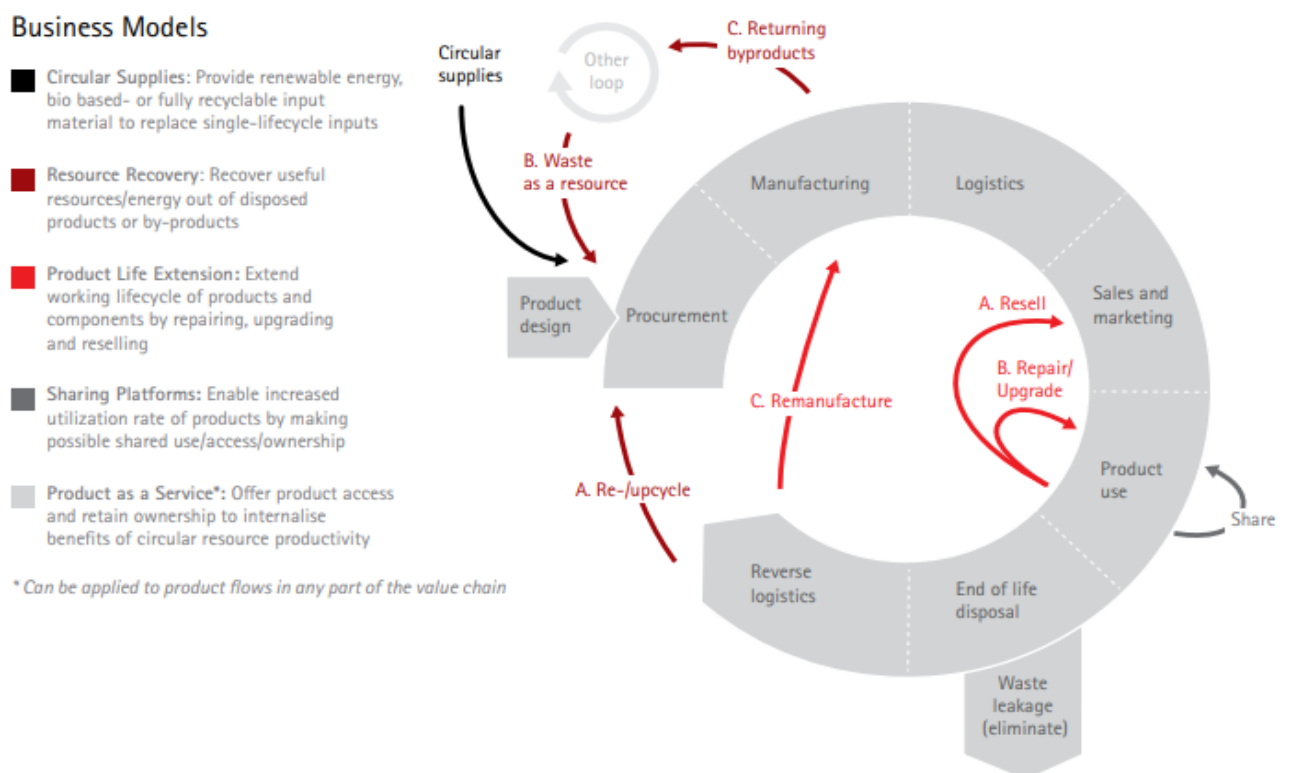 Business Models
Circular Supplies: Provide renewable energy,
bio based- or fully recyclable input
material to replace single-lifecycle inputs
Resource Recovery: Recover useful
resources/energy out of disposed
products or by-products
Product Life Extension: Extend
working lifecycle of products and
components by repairing, upgrading
and reselling
Sharing Platforms: Enable increased
utilization rate of products by making
possible shared use/access/ownership
Product as a Service*: Offer product access
and retain ownership to internalise
benefits of circular resource productivity
* Can be applied to product flows in any part of the value chain
Circular
supplies
Other
loop
C. Returning
byproducts
B. Waste
as a resource
Manufacturing
Logistics
Product
design
Procurement
Sales and
marketing
A. Resell
B. Repair/
Upgrade
C. Remanufacture
A. Re-/upcycle
Product
use
Share
Reverse
logistics
End of life
disposal
Waste
leakage
(eliminate)